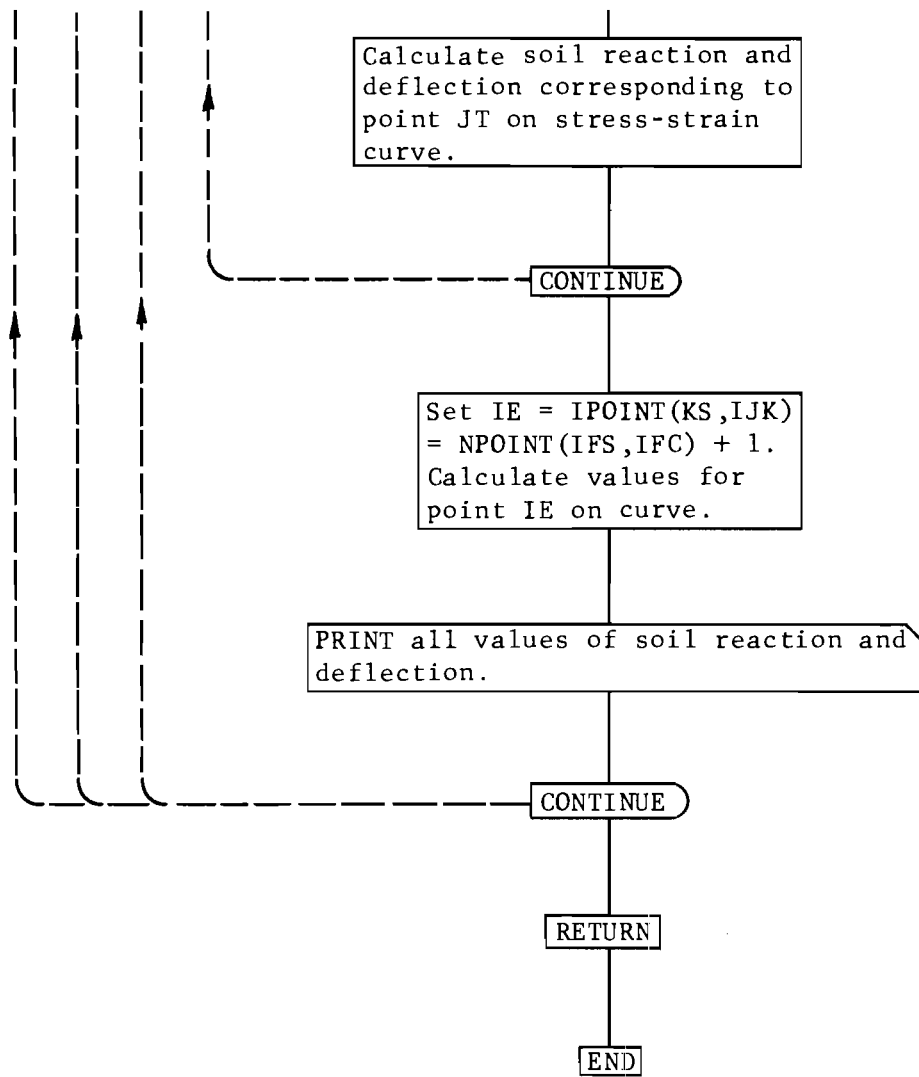 Calculate soil reaction and
deflection corresponding to
point JT on stress-strain
curve.
CONTINUE
Set IE = IPOINT(KS,IJK)
= NPOINT(IFS,IFC) + 1.
Calculate values for
point IE on curve.
PRINT all values of soil reaction and
deflection.
CONTINUE
RETURN
END